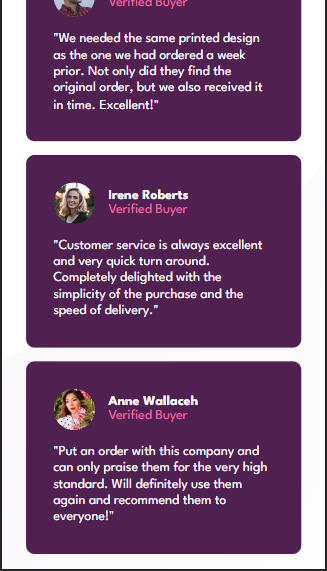 Verified Buyer
"We needed the same printed design
as the one we had ordered a week
prior. Not only did they find the
original order, but we also received it
in time. Excellent!"
Irene Roberts
Verified Buyer
"Customer service is always excellent
and very quick turn around.
Completely delighted with the
simplicity of the purchase and the
speed of delivery."
Anne Wallaceh
Verified Buyer
"Put an order with this company and
can only praise them for the very high
standard. Will definitely use them
again and recommend them to
everyone!"